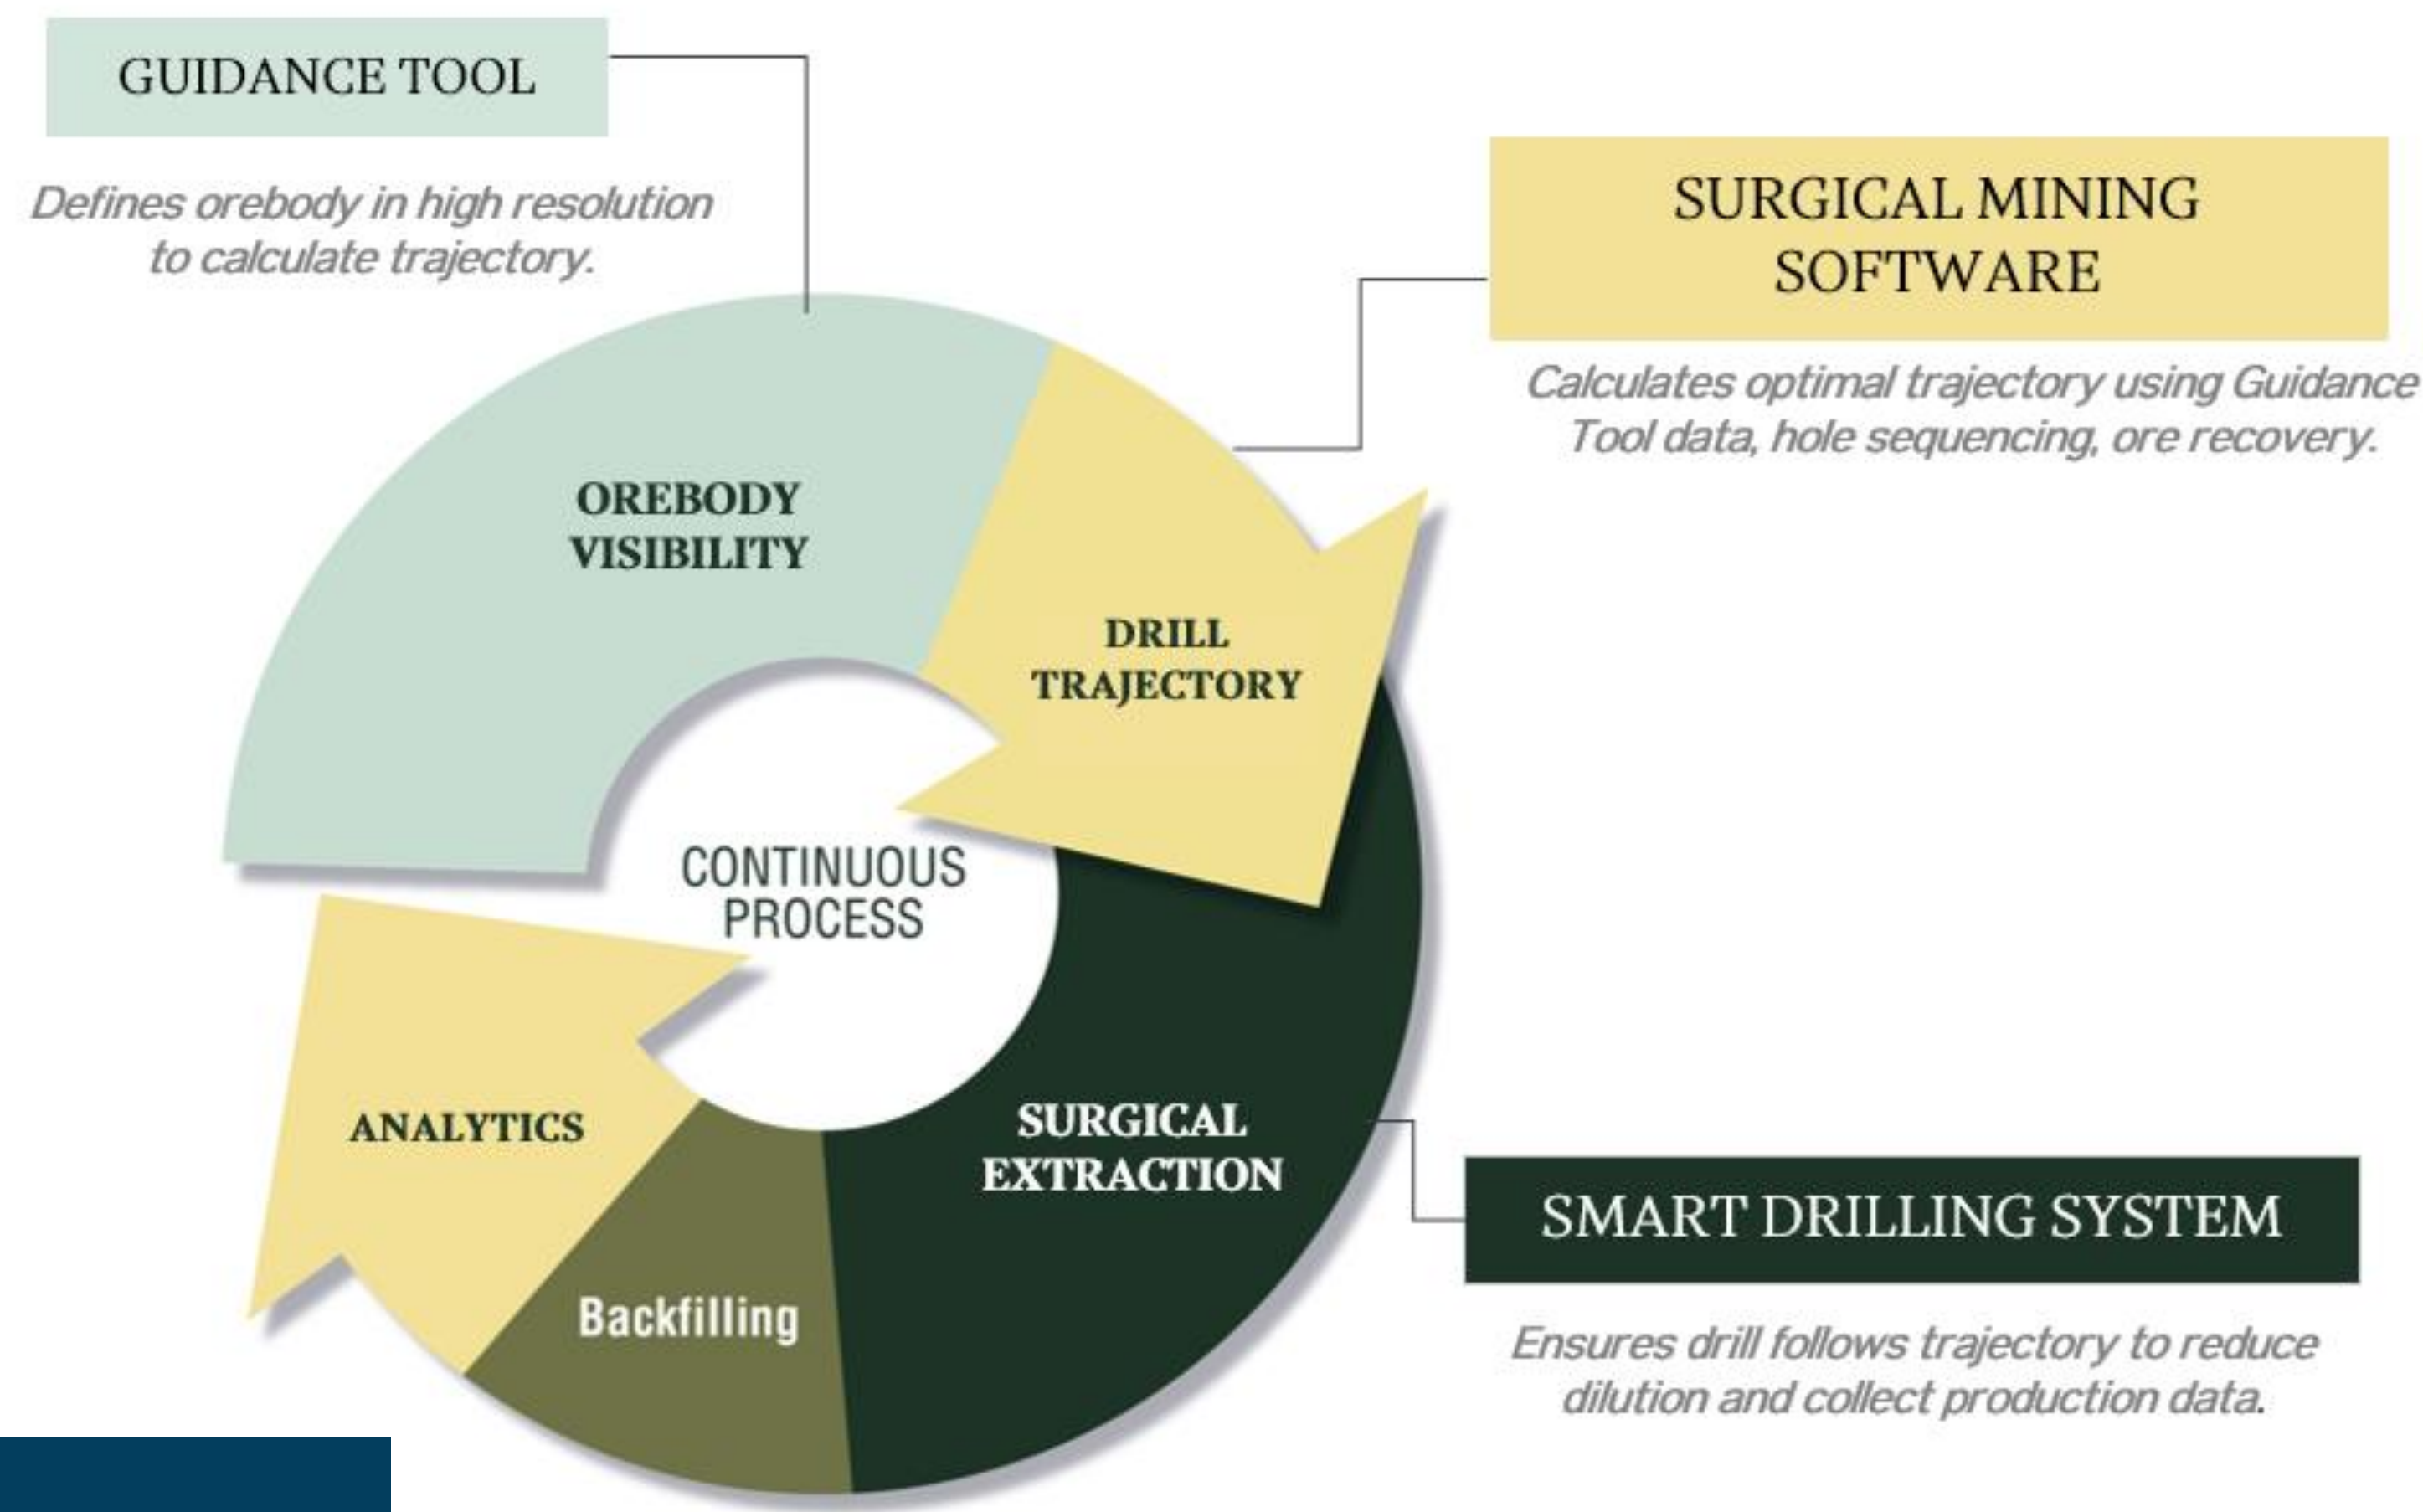 GUIDANCE TOOL
Defines orebody in high resolution
to calculate trajectory.
SURGICAL MINING
SOFTWARE
Calculates optimal trajectory using Guidance
Tool data, hole sequencing, ore recovery.
OREBODY
VISIBILITY
DRILL
TRAJECTORY
CONTINUOUS
PROCESS
ANALYTICS
Backfilling
SURGICAL
EXTRACTION
SMART DRILLING SYSTEM
Ensures drill follows trajectory to reduce
dilution and collect production data.